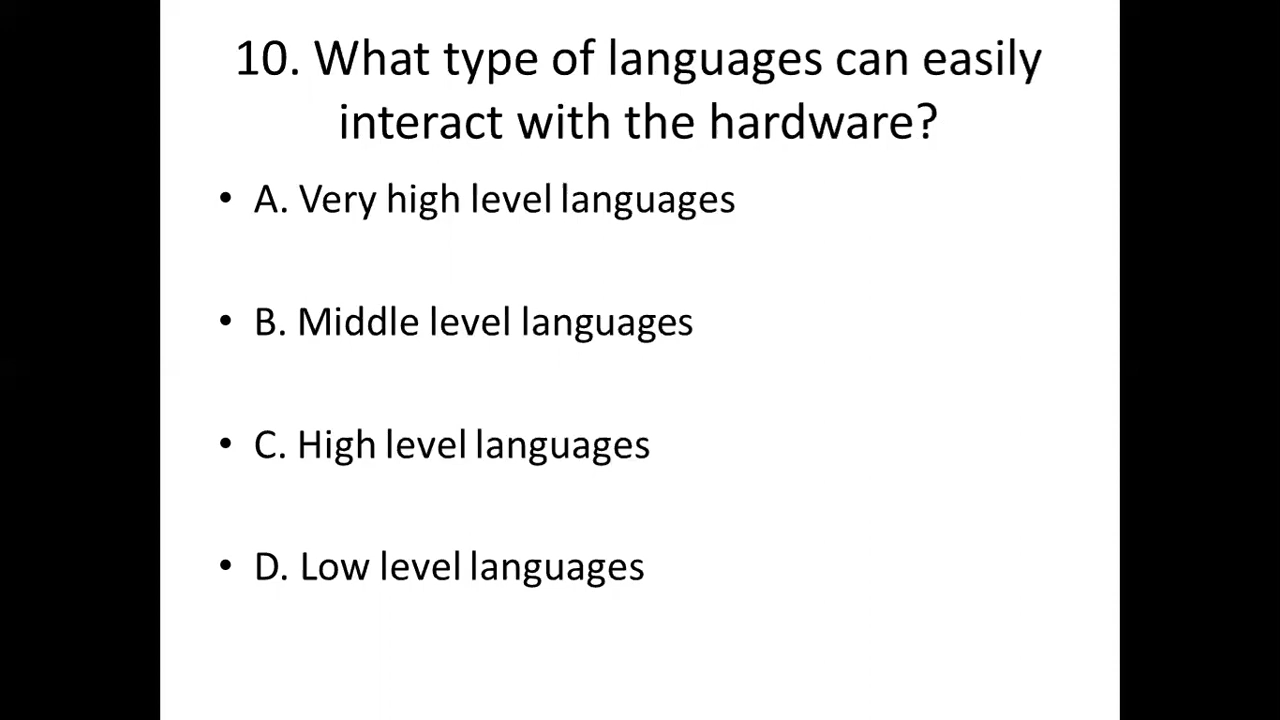 10. What type of languages can easily
interact with the hardware?
• A. Very high level languages
• B. Middle level languages
• C. High level languages
• D. Low level languages